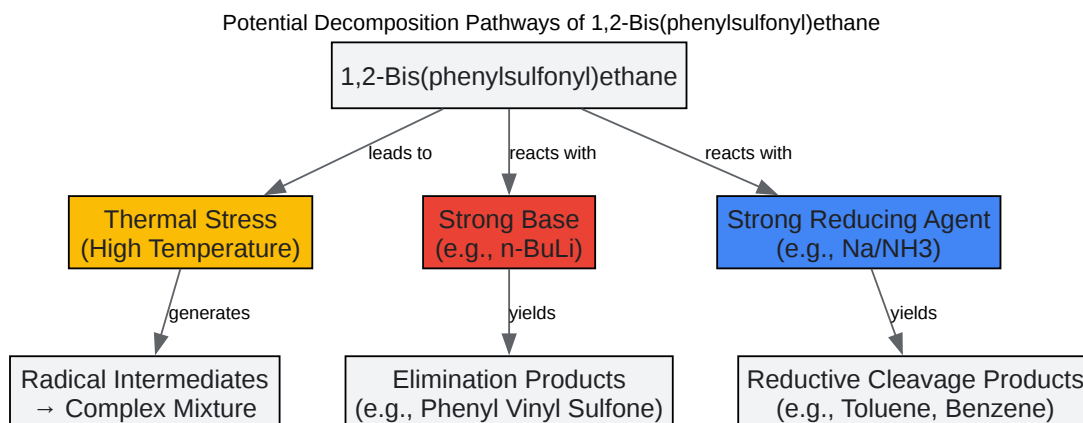 Potential Decomposition Pathways of 1,2-Bis(phenylsulfonyl)ethane
1,2-Bis(phenylsulfonyl)ethane
leads to
reacts with
reacts with
Thermal Stress
(High Temperature)
Strong Base
(e.g., n-BuLi)
Strong Reducing Agent
(e.g., Na/NH3)
generates
yields
yields
Radical Intermediates
→ Complex Mixture
Elimination Products
(e.g., Phenyl Vinyl Sulfone)
Reductive Cleavage Products
(e.g., Toluene, Benzene)